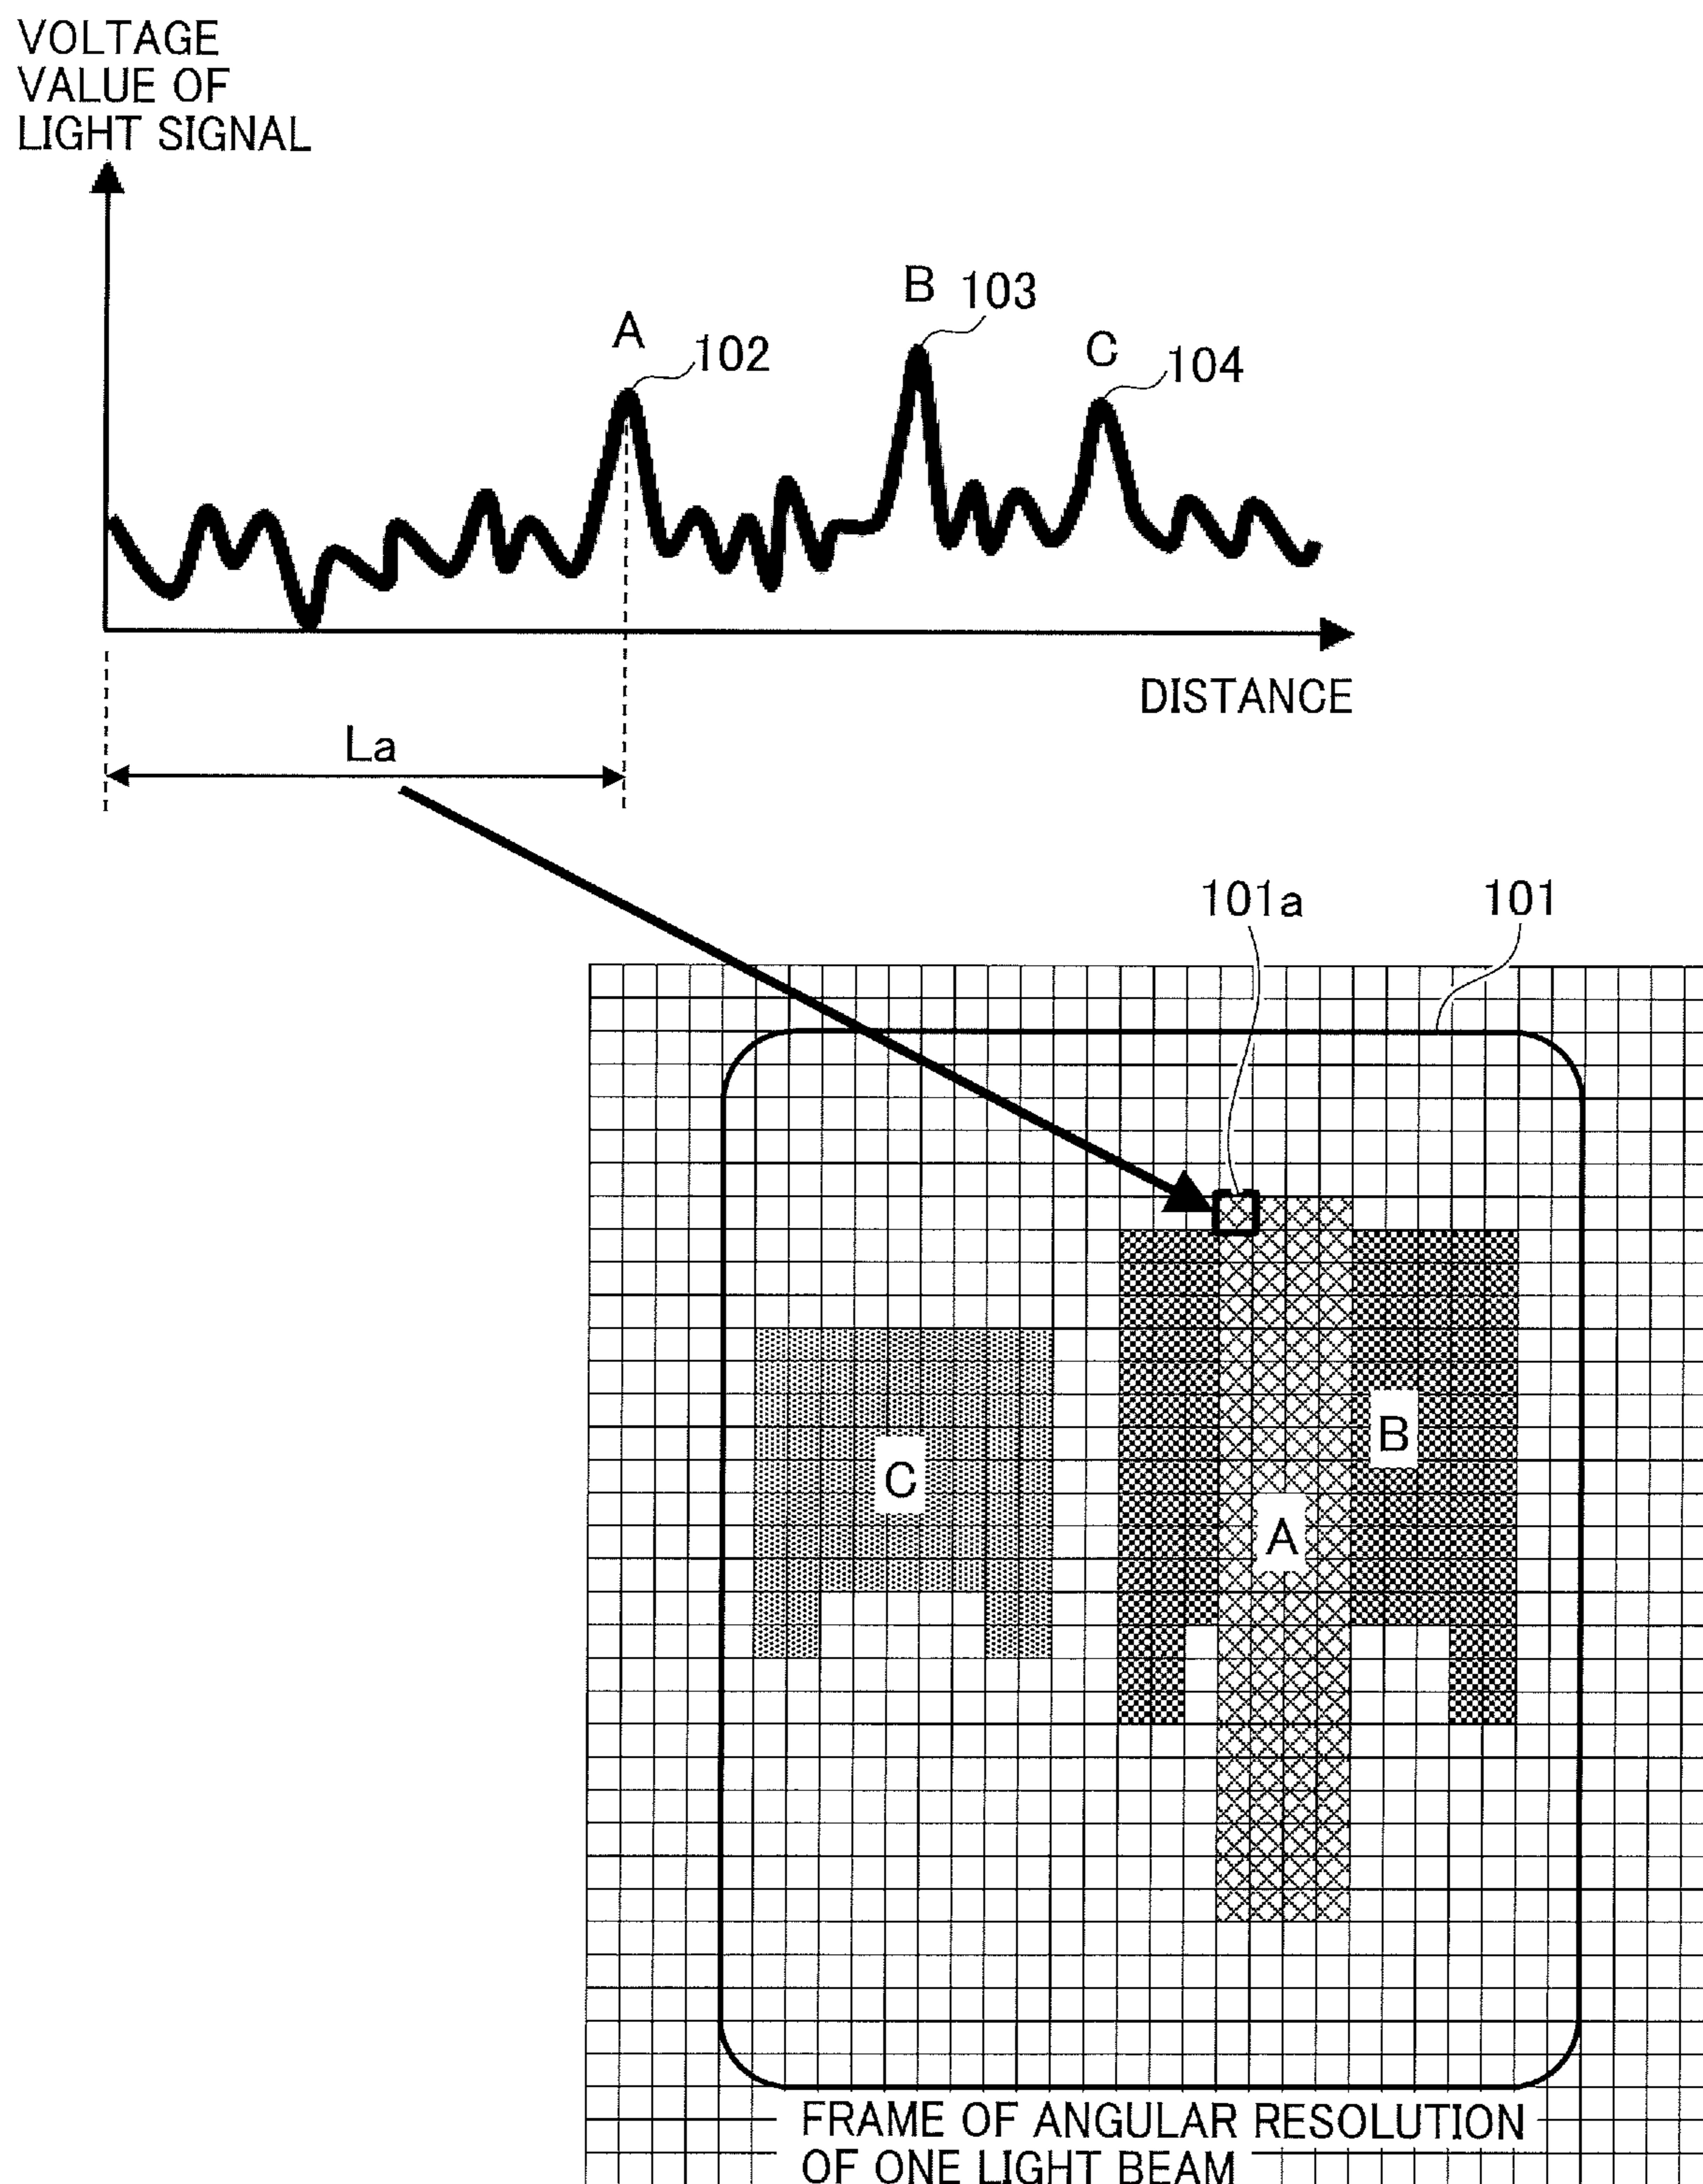 VOLTAGE
VALUE OF
LIGHT SIGNAL
A
102
B
103
C
104
DISTANCE
La
101a
101
C
B
A
FRAME OF ANGULAR RESOLUTION
OF ONE LIGHT BEAM